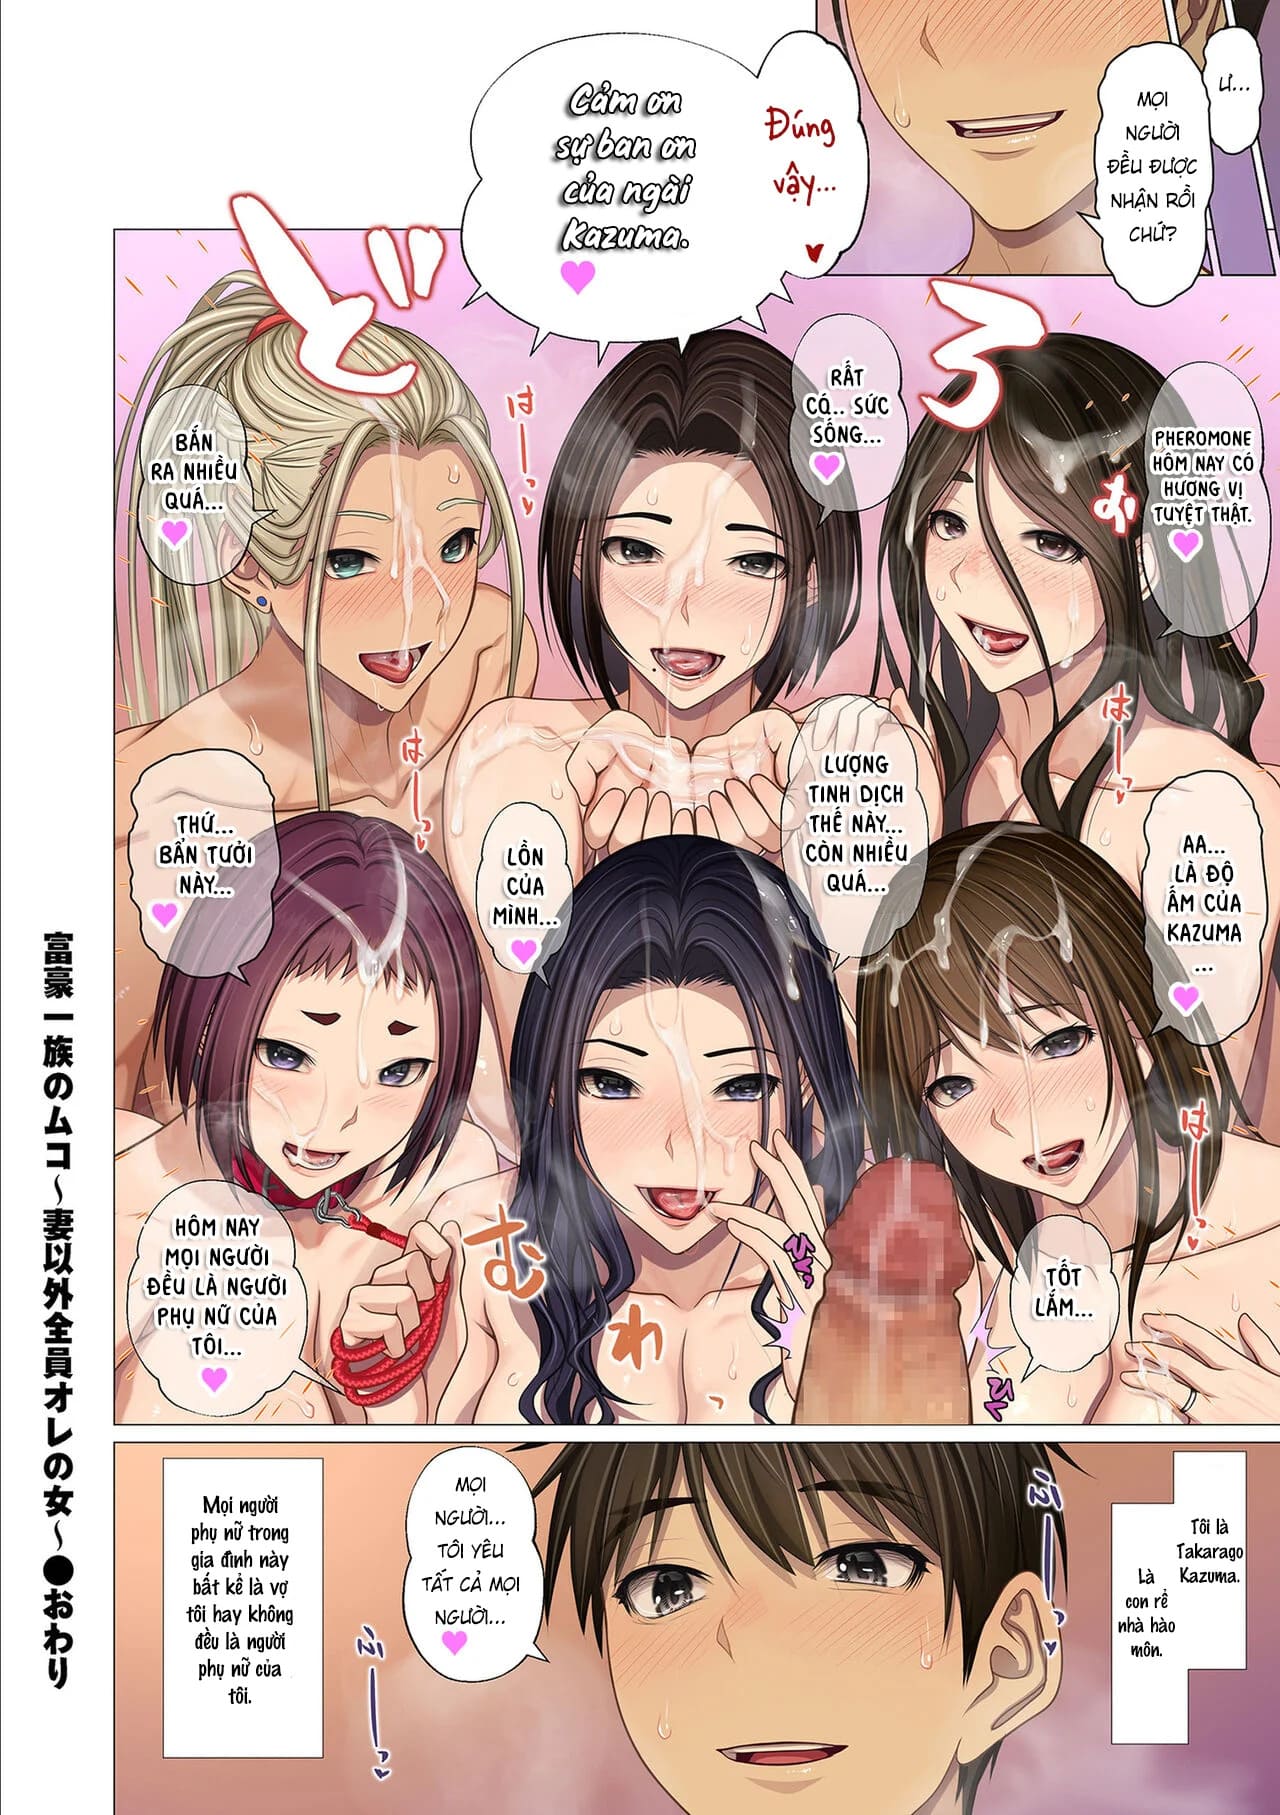 Ư...
MỌI
NGƯỜI
ĐỀU ĐƯỢC
NHẬN RỒI
CHỨ?
Đúng
vậy...
Cảm ơn
sự ban ơn
của ngài
Kazuma.
ろ
ど
PHEROMONE
HÔM NAY CÓ
HƯƠNG VỊ
TUYỆT THẬT.
RẤT
CÓ.. SỨC
SỐNG...
BẮN
RA NHIỀU
QUÁ...
はーっ
お
はーっ
はーっ
AA...
LÀ ĐỘ
ẤM CỦA
KAZUMA
...
LƯỢNG
TINH DỊCH
THẾ NÀY...
CÒN NHIỀU
QUÁ...
LỒN
CỦA
MÌNH...
THỨ...
BẨN TƯỞI
NÀY...
はーっ
TỐT
LẮM...
むわ
っ
HÔM NAY
MỌI NGƯỜI
ĐỀU LÀ NGƯỜI
PHỤ NỮ CỦA
TÔI...
Tôi là
Takarago
Kazuma.
Là
con rể
nhà hào
môn.
ふーっ
MỌI
NGƯỜI...
TÔI YÊU
TẤT CẢ MỌI
NGƯỜI...
ふーっ
Mọi người
phụ nữ trong
gia đình này
bất kể là vợ
tôi hay không
đều là người
phụ nữ của
tôi.
富豪一族のムコ～妻以外全員オレの女～●おわり